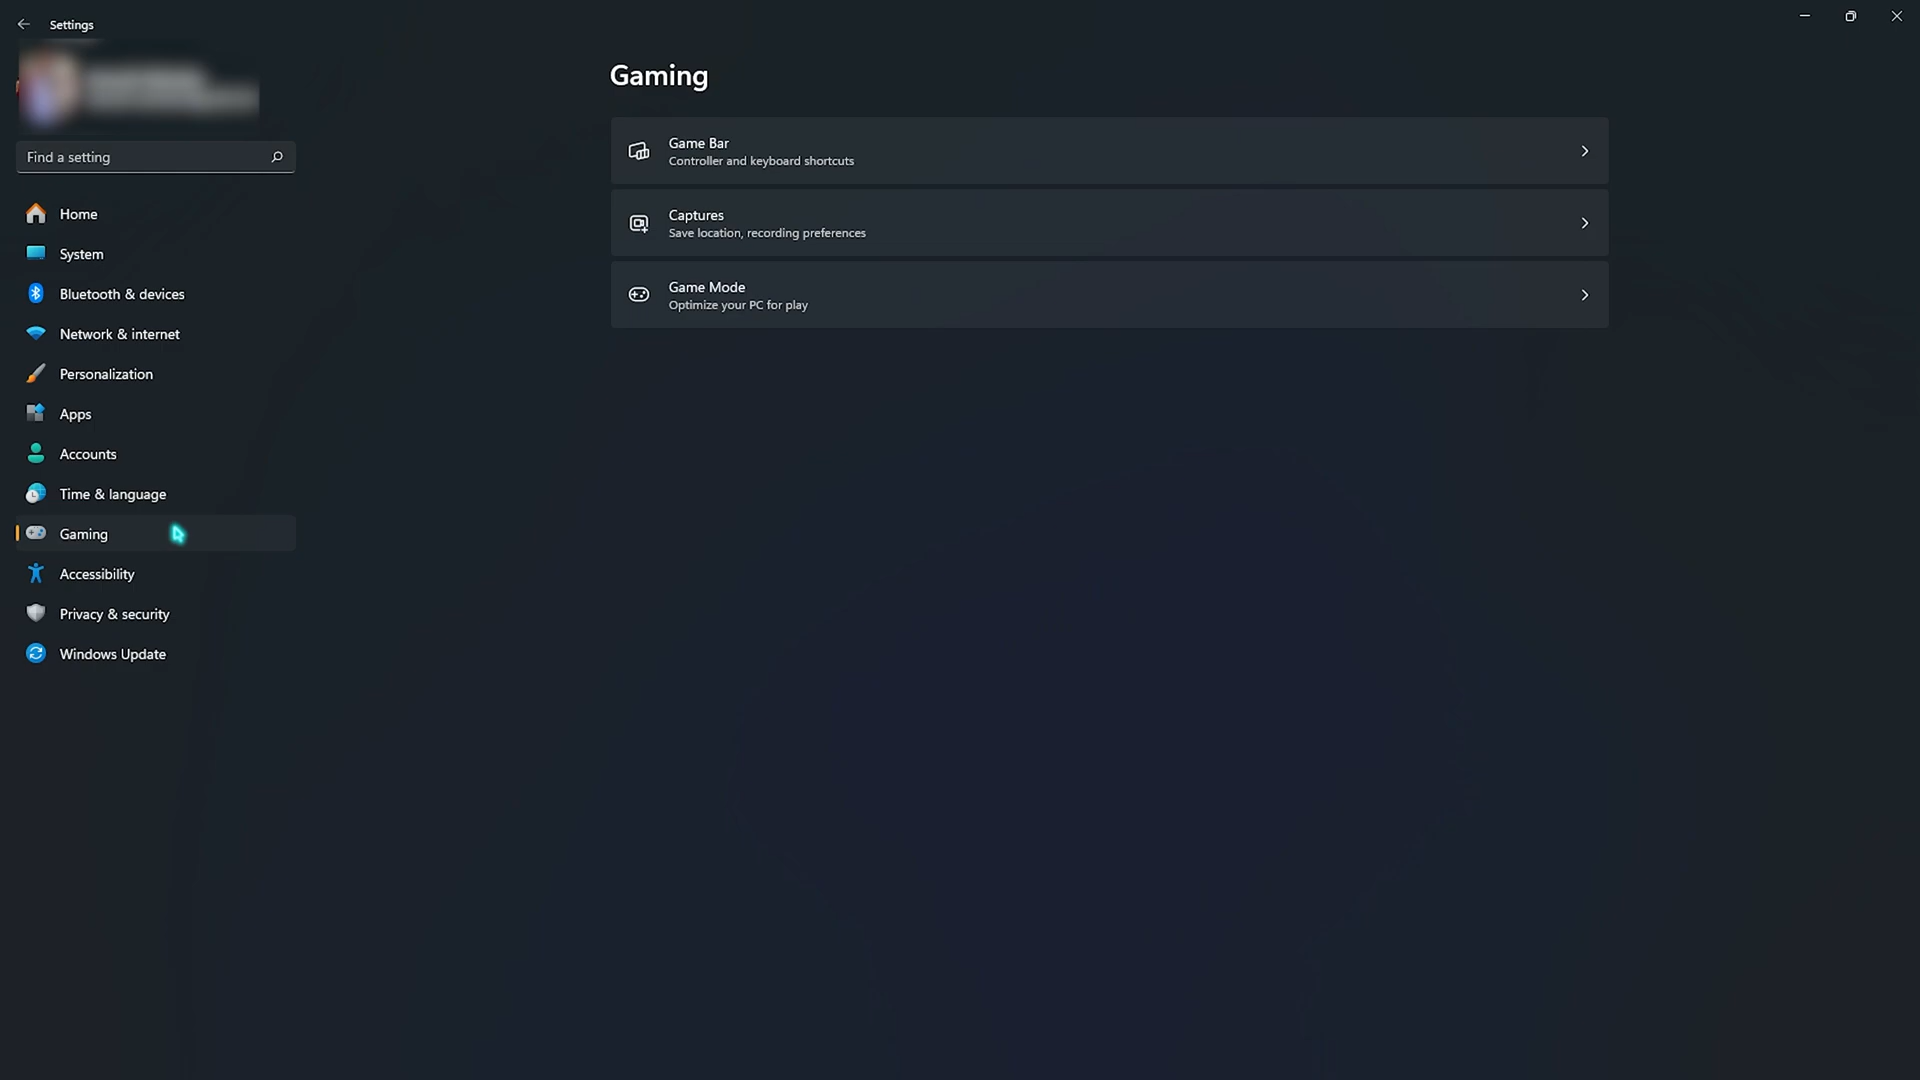 Settings
Find a setting
Home
System
Bluetooth & devices
Network & internet
Personalization
Apps
Accounts
Time & language
Gaming
Accessibility
Privacy & security
Windows Update
Gaming
Game Bar
Controller and keyboard shortcuts
Captures
Save location, recording preferences
Game Mode
Optimize your PC for play